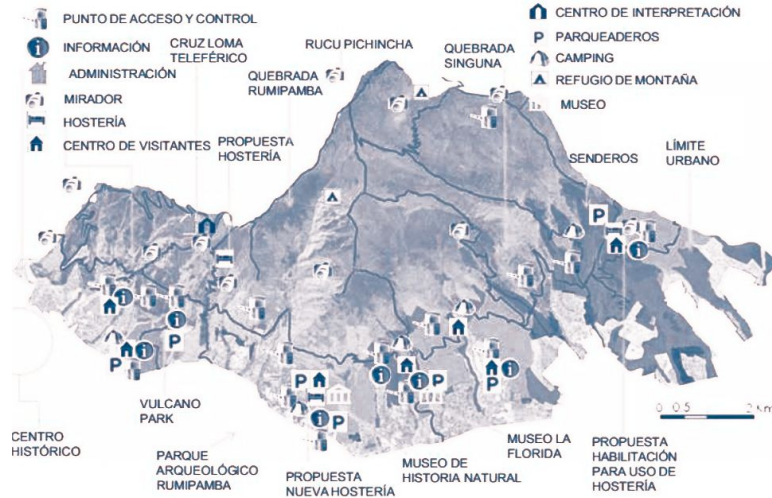 PUNTO DE ACCESO Y CONTROL
INFORMACIÓN
ADMINISTRACIÓN
MIRADOR
HOSTERÍA
CENTRO DE VISITANTES
CENTRO DE INTERPRETACIÓN
PARQUEADEROS
CAMPING
REFUGIO DE MONTAÑA
MUSEO
CRUZ LOMA
TELEFÉRICO
QUEBRADA
RUMIPAMBA
RUCU PICHINCHA
QUEBRADA
SINGUNA
PROPUESTA
HOSTERÍA
SENDEROS
LÍMITE
URBANO
P
P
P
P
P
P
P
P
0 0.5 2 Km
CENTRO
HISTÓRICO
VULCANO
PARK
PARQUE
ARQUEOLÓGICO
RUMIPAMBA
PROPUESTA
NUEVA HOSTERÍA
MUSEO DE
HISTORIA NATURAL
MUSEO LA
FLORIDA
PROPUESTA
HABILITACIÓN
PARA USO DE
HOSTERÍA